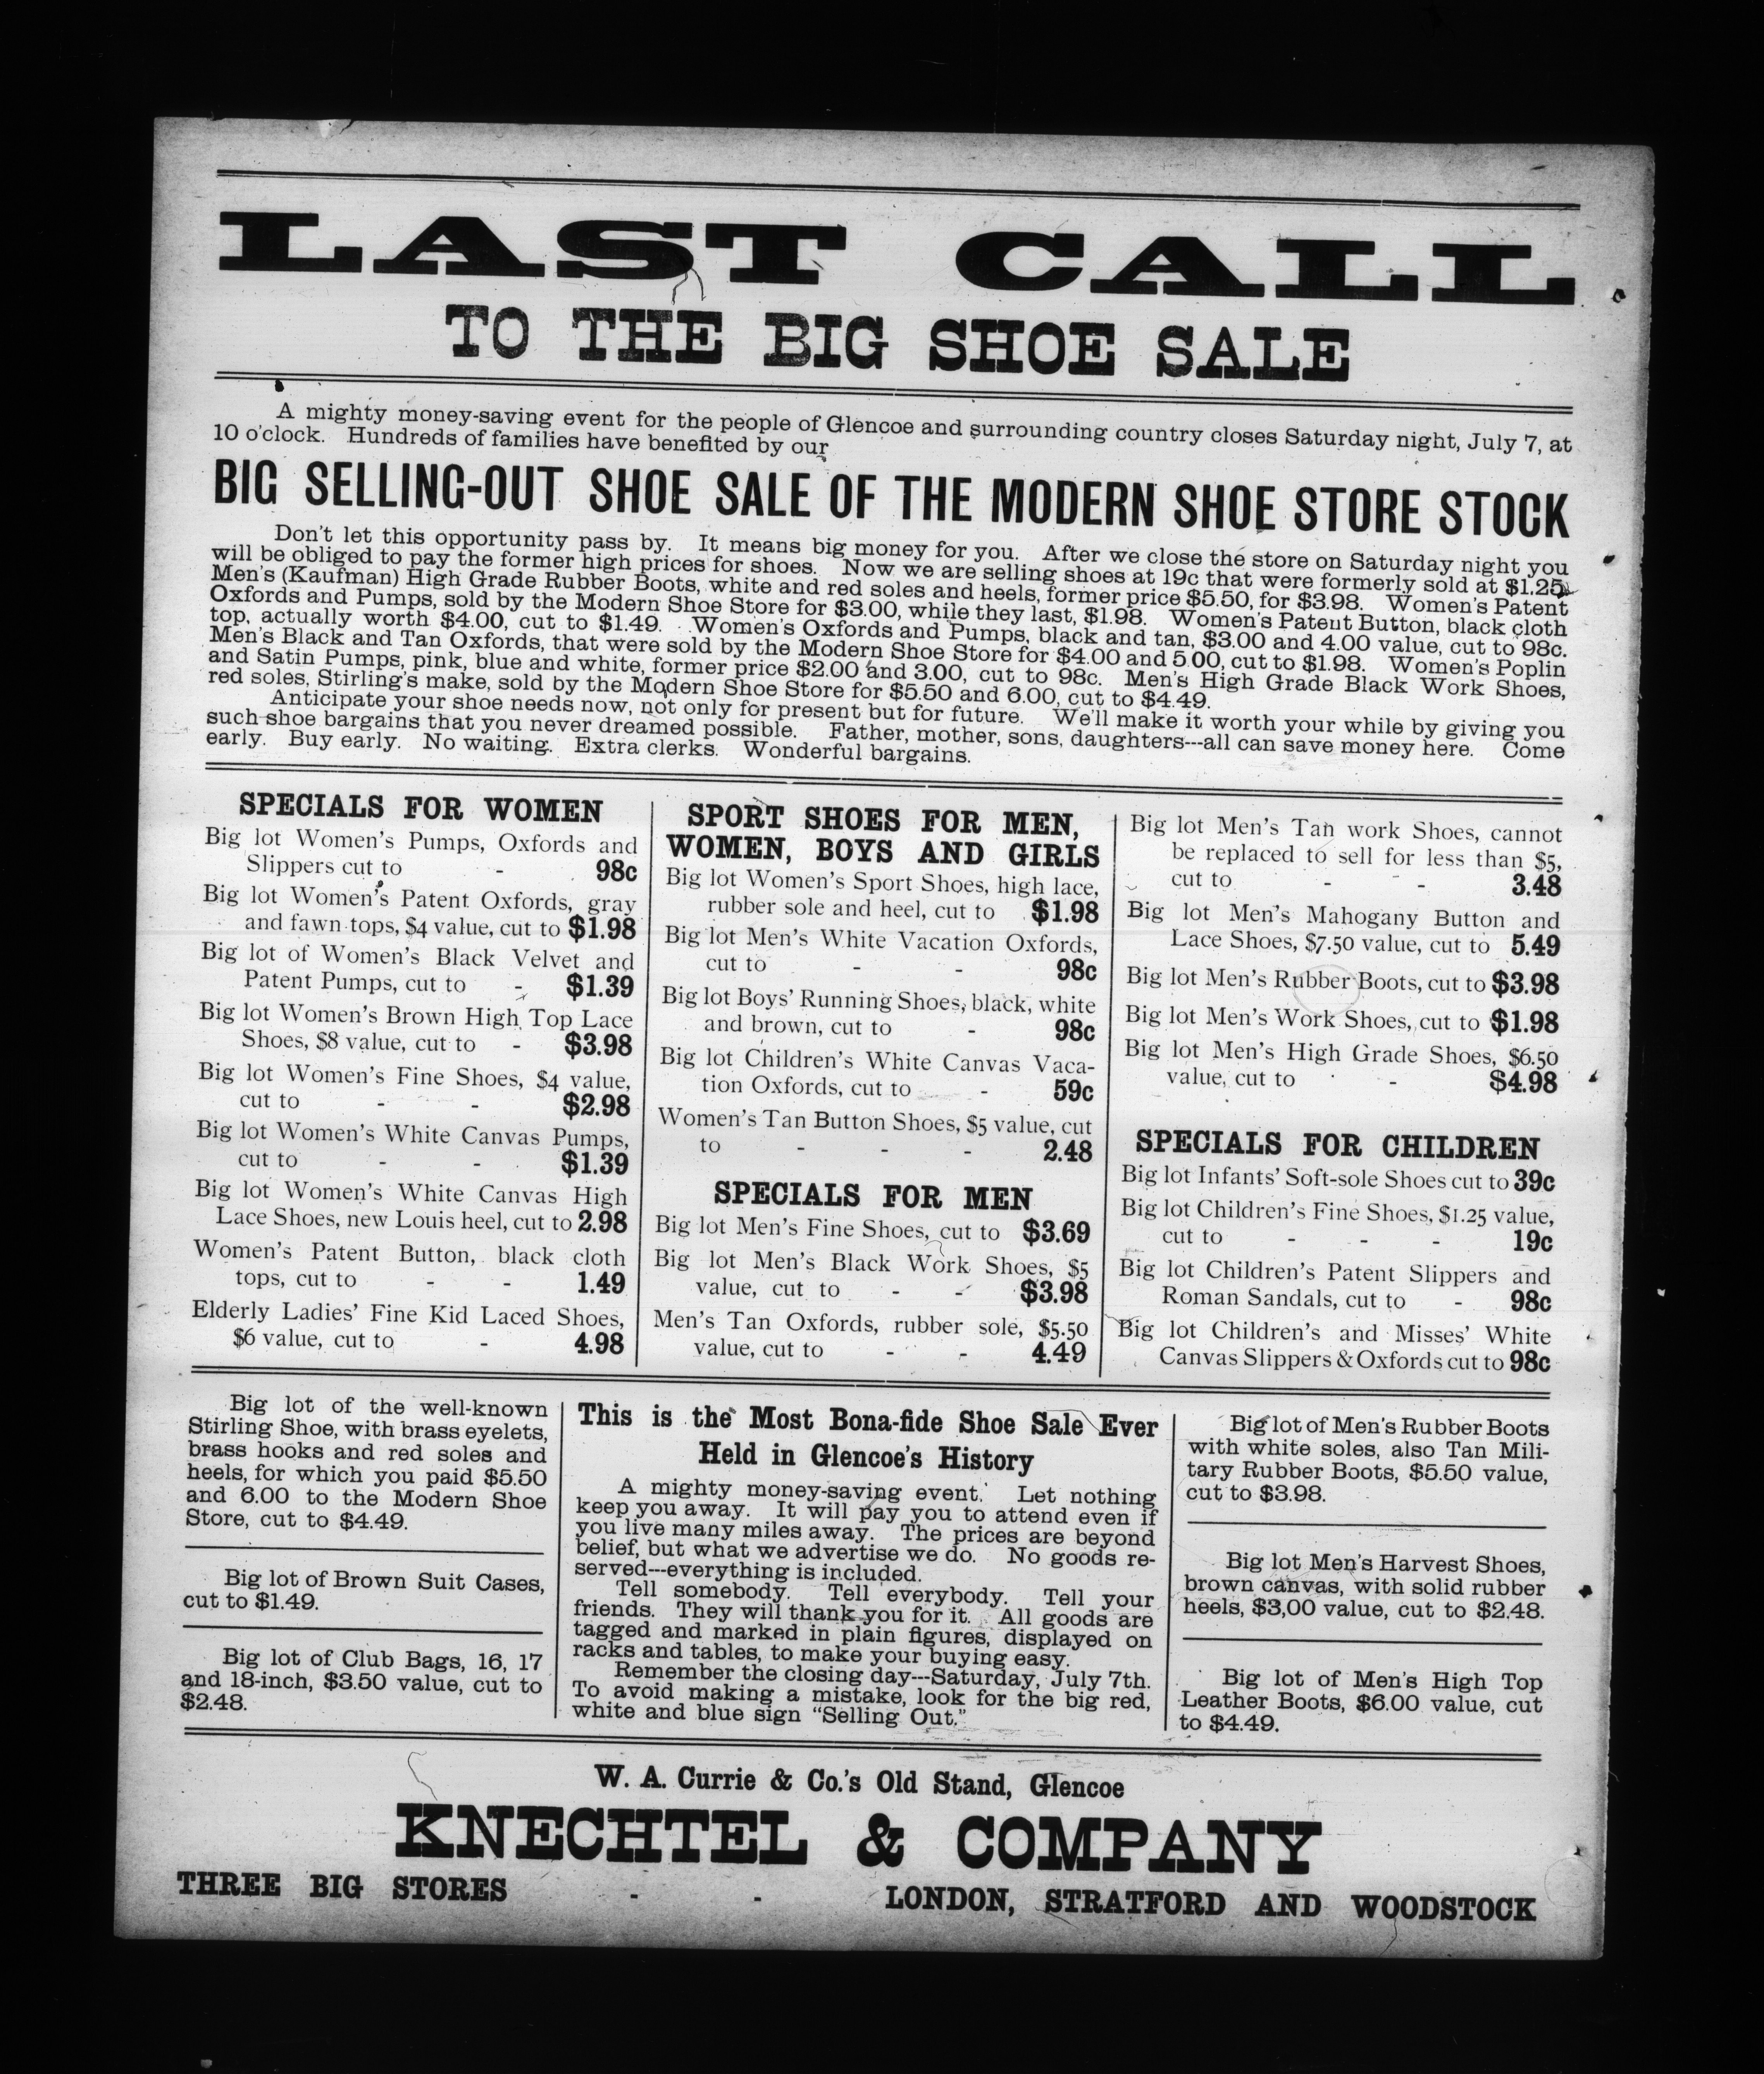 LAST CALL
TO THE BIG SHOE SALE
A mighty money-saving event for the people of Glencoe and surrounding country closes Saturday night, July 7, at
10 o'clock. Hundreds of families have benefited by our
BIG SELLING-OUT SHOE SALE OF THE MODERN SHOE STORE STOCK
Don't let this opportunity pass by. It means big money for you. After we close the store on Saturday night you
will be obliged to pay the former high prices for shoes. Now we are selling shoes at 19c that were formerly sold at $1.25.
Men's (Kaufman) High Grade Rubber Boots, white and red soles and heels, former price $5.50, for $3.98. Women's Patent
Oxfords and Pumps, sold by the Modern Shoe Store for $3.00, while they last, $1.98. Women's Patent Button, black cloth
top, actually worth $4.00, cut to $1.49. Women's Oxfords and Pumps, black and tan, $3.00 and 4.00 value, cut to 98c.
Men's Black and Tan Oxfords, that were sold by the Modern Shoe Store for $4.00 and 5.00, cut to $1.98. Women's Poplin
and Satin Pumps, pink, blue and white, former price $2.00 and 3.00, cut to 98c. Men's High Grade Black Work Shoes,
red soles, Stirling's make, sold by the Modern Shoe Store for $5.50 and 6.00, cut to $4.49.
Anticipate your shoe needs now, not only for present but for future. We'll make it worth your while by giving you
such shoe bargains that you never dreamed possible. Father, mother, sons, daughters---all can save money here. Come
early. Buy early. No waiting. Extra clerks. Wonderful bargains.
SPECIALS FOR WOMEN
Big lot Women's Pumps, Oxfords and
Slippers cut to - 98c
Big lot Women's Patent Oxfords, gray
and fawn tops, $4 value, cut to $1.98
Big lot of Women's Black Velvet and
Patent Pumps, cut to - $1.39
Big lot Women's Brown High Top Lace
Shoes, $8 value, cut to - $3.98
Big lot Women's Fine Shoes, $4 value,
cut to - - $2.98
Big lot Women's White Canvas Pumps,
cut to - - $1.39
Big lot Women's White Canvas High
Lace Shoes, new Louis heel, cut to 2.98
Women's Patent Button, black cloth
tops, cut to - - 1.49
Elderly Ladies' Fine Kid Laced Shoes,
$6 value, cut to - 4.98
SPORT SHOES FOR MEN,
WOMEN, BOYS AND GIRLS
Big lot Women's Sport Shoes, high lace,
rubber sole and heel, cut to $1.98
Big lot Men's White Vacation Oxfords,
cut to - - 98c
Big lot Boys' Running Shoes, black, white
and brown, cut to - 98c
Big lot Children's White Canvas Vaca-
tion Oxfords, cut to - 59c
Women's Tan Button Shoes, $5 value, cut
to - - - 2.48
SPECIALS FOR MEN
Big lot Men's Fine Shoes, cut to $3.69
Big lot Men's Black Work Shoes, $5
value, cut to - - $3.98
Men's Tan Oxfords, rubber sole, $5.50
value, cut to - - 4.49
Big lot Men's Tan work Shoes, cannot
be replaced to sell for less than $5,
cut to - - 3.48
Big lot Men's Mahogany Button and
Lace Shoes, $7.50 value, cut to 5.49
Big lot Men's Rubber Boots, cut to $3.98
Big lot Men's Work Shoes, cut to $1.98
Big lot Men's High Grade Shoes, $6.50
value, cut to - $4.98
SPECIALS FOR CHILDREN
Big lot Infants' Soft-sole Shoes cut to 39c
Big lot Children's Fine Shoes, $1.25 value,
cut to - - - 19c
Big lot Children's Patent Slippers and
Roman Sandals, cut to - 98c
Big lot Children's and Misses' White
Canvas Slippers & Oxfords cut to 98c
Big lot of the well-known
Stirling Shoe, with brass eyelets,
brass hooks and red soles and
heels, for which you paid $5.50
and 6.00 to the Modern Shoe
Store, cut to $4.49.
Big lot of Brown Suit Cases,
cut to $1.49.
Big lot of Club Bags, 16, 17
and 18-inch, $3.50 value, cut to
$2.48.
This is the Most Bona-fide Shoe Sale Ever
Held in Glencoe's History
A mighty money-saving event. Let nothing
keep you away. It will pay you to attend even if
you live many miles away. The prices are beyond
belief, but what we advertise we do. No goods re-
served---everything is included.
Tell somebody. Tell everybody. Tell your
friends. They will thank you for it. All goods are
tagged and marked in plain figures, displayed on
racks and tables, to make your buying easy.
Remember the closing day---Saturday, July 7th.
To avoid making a mistake, look for the big red,
white and blue sign "Selling Out."
Big lot of Men's Rubber Boots
with white soles, also Tan Mili-
tary Rubber Boots, $5.50 value,
cut to $3.98.
Big lot Men's Harvest Shoes,
brown canvas, with solid rubber
heels, $3,00 value, cut to $2.48.
Big lot of Men's High Top
Leather Boots, $6.00 value, cut
to $4.49.
W. A. Currie & Co.'s Old Stand, Glencoe
KNECHTEL & COMPANY
THREE BIG STORES - - LONDON, STRATFORD AND WOODSTOCK